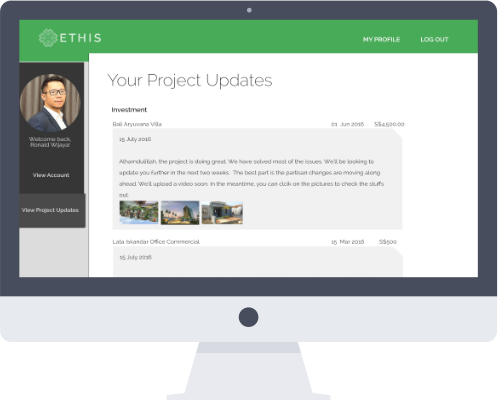 ETHIS
MY PROFILE LOG OUT
Your Project Updates
Welcome back,
Ronald Wijaya!
View Account
View Project Updates
Investment
Bali Aryuvana Villa 01 Jun 2016 S$4,500.00
15 July 2016
Alhamdulillah, the project is doing great. We have solved most of the issues. We'll be looking to
update you further in the next two weeks. The best part is the partisan changes are moving along
ahead. We'll upload a video soon. In the meantime, you can click on the pictures to check the stuffs
out.
Lata Iskandar Office Commercial 15 Mar 2016 S$500
15 July 2016